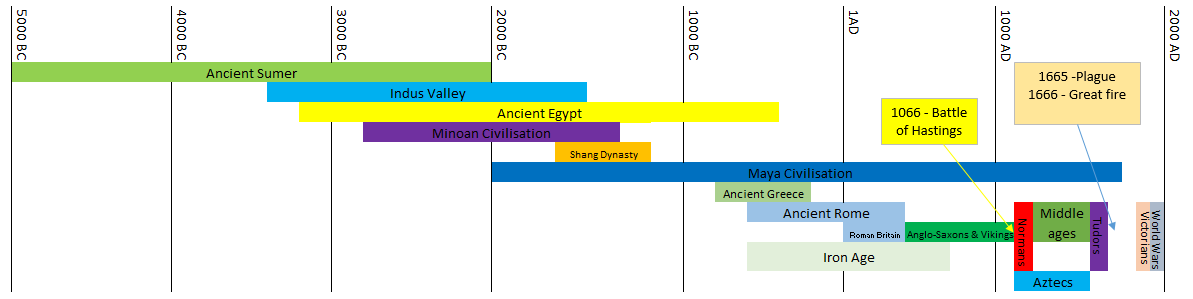 5000 BC
4000 BC
3000 BC
2000 BC
1000 BC
1AD
1000 AD
2000 AD
Ancient Sumer
Indus Valley
Ancient Egypt
Minoan Civilisation
Shang Dynasty
Maya Civilisation
Ancient Greece
Ancient Rome
Roman Britain
Anglo-Saxons & Vikings
Iron Age
1066 - Battle
of Hastings
1665 -Plague
1666 - Great fire
Normans
Middle
ages
Tudors
Victorians
World Wars
Aztecs